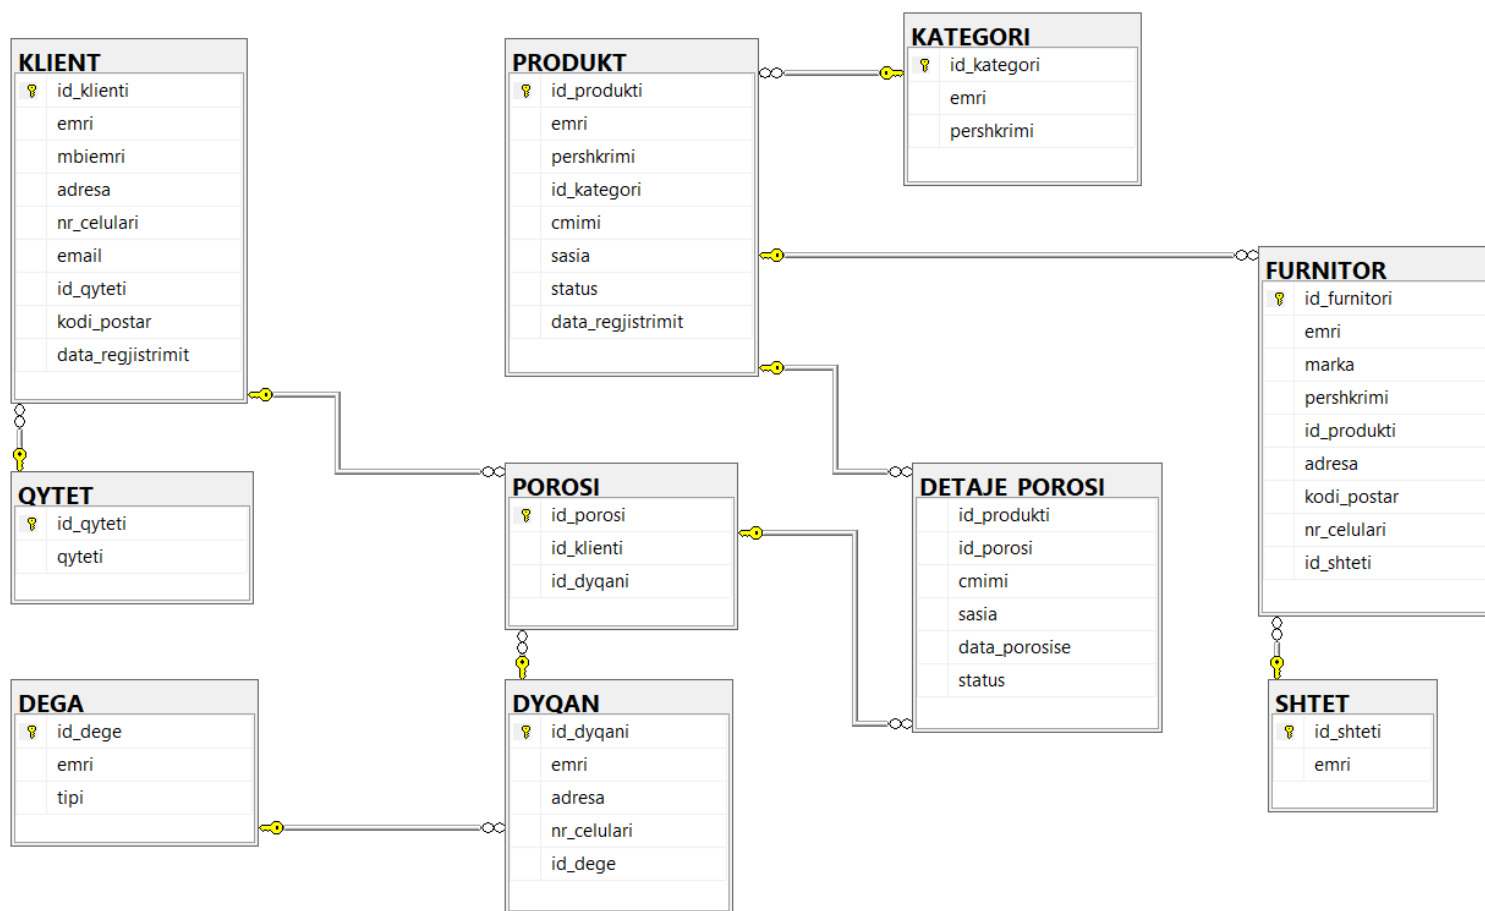 KLIENT
id_klienti
emri
mbiemri
adresa
nr_celulari
email
id_qyteti
kodi_postar
data_regjistrimit
PRODUKT
id_produkti
emri
pershkrimi
id_kategori
cmimi
sasia
status
data_regjistrimit
KATEGORI
id_kategori
emri
pershkrimi
FURNITOR
id_furnitori
emri
marka
pershkrimi
id_produkti
adresa
kodi_postar
nr_celulari
id_shteti
QYTET
id_qyteti
qyteti
POROSI
id_porosi
id_klienti
id_dyqani
DETAJE_POROSI
id_produkti
id_porosi
cmimi
sasia
data_porosise
status
DEGA
id_dege
emri
tipi
DYQAN
id_dyqani
emri
adresa
nr_celulari
id_dege
SHTET
id_shteti
emri